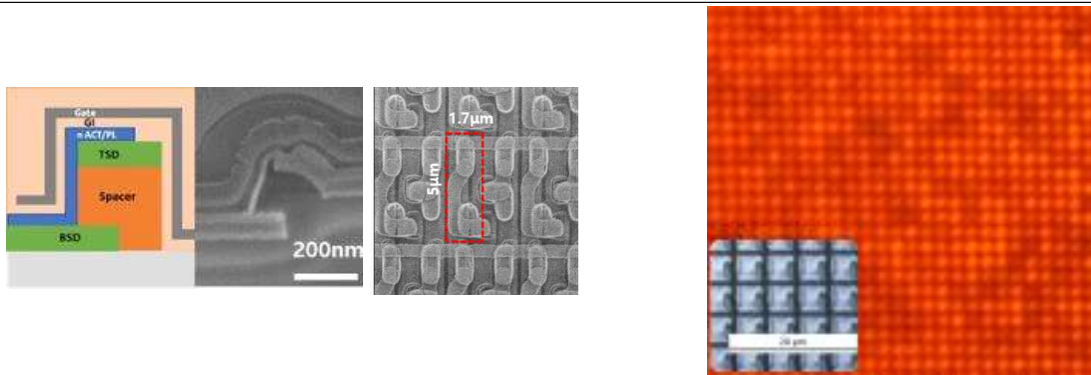 Gate
GI
n ACT/PL
TSD
Spacer
BSD
200nm
1.7μm
5μm
20 μm